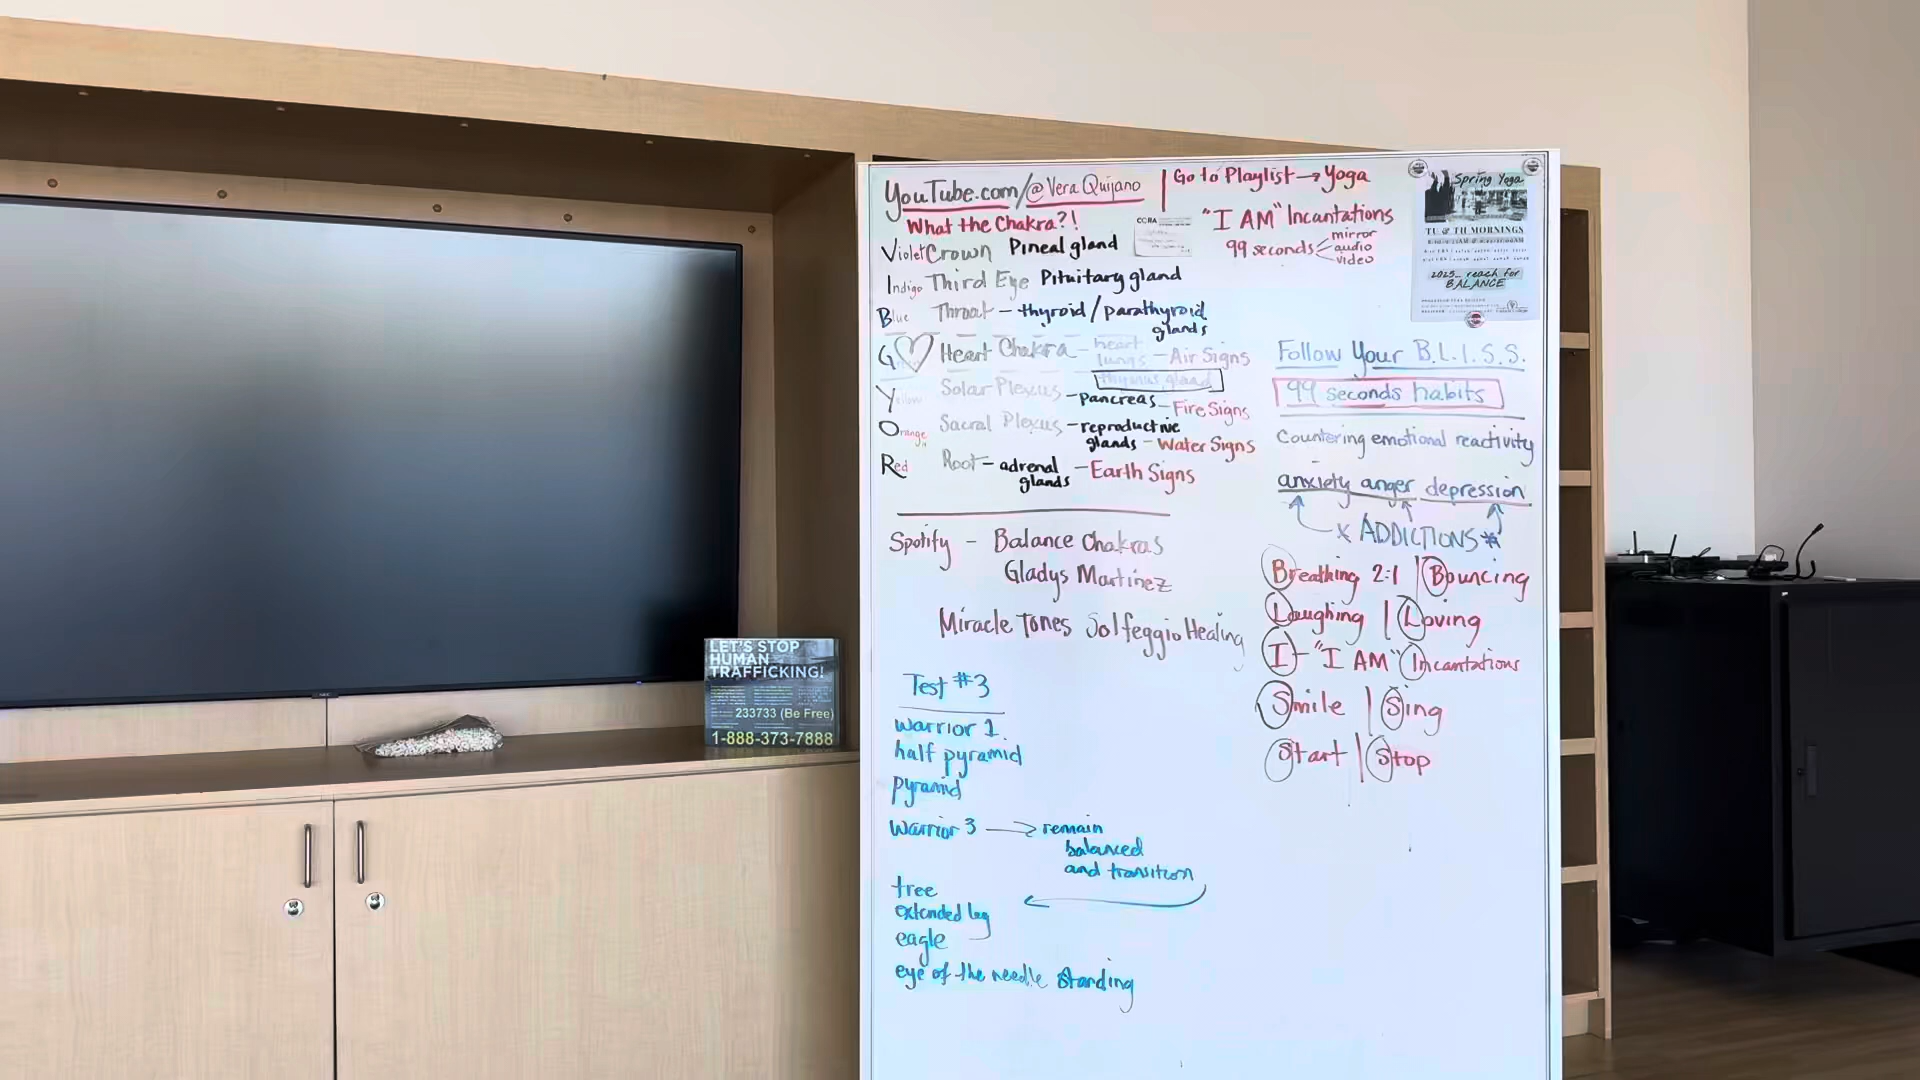 YouTube.com/@Vera Quijano
Go to Playlist → Yoga
What the Chakra?!
"I AM" Incantations
99 seconds
mirror
audio
video
CCBA
Violet Crown Pineal gland
Indigo Third Eye Pituitary gland
Blue Throat - thyroid / parathyroid
glands
G Heart Chakra - heart
lungs - Air Signs
thymus gland
Yellow Solar Plexus - pancreas - Fire Signs
Orange Sacral Plexus - reproductive
glands - Water Signs
Red Root - adrenal
glands - Earth Signs
Spotify - Balance Chakras
Gladys Martinez
Miracle Tones Solfeggio Healing
Test #3
warrior 1
half pyramid
pyramid
warrior 3 → remain
balanced
and transition
tree
extended leg
eagle
eye of the needle standing
Spring Yoga
TU & TH MORNINGS
2025... reach for
BALANCE
Follow Your B.L.I.S.S.
99 seconds habits
Countering emotional reactivity
anxiety anger depression
* ADDICTIONS *
Breathing 2:1 | Bouncing
Laughing | Loving
I - "I AM" Incantations
Smile | Sing
Start | Stop
LET'S STOP
HUMAN
TRAFFICKING!
233733 (Be Free)
1-888-373-7888